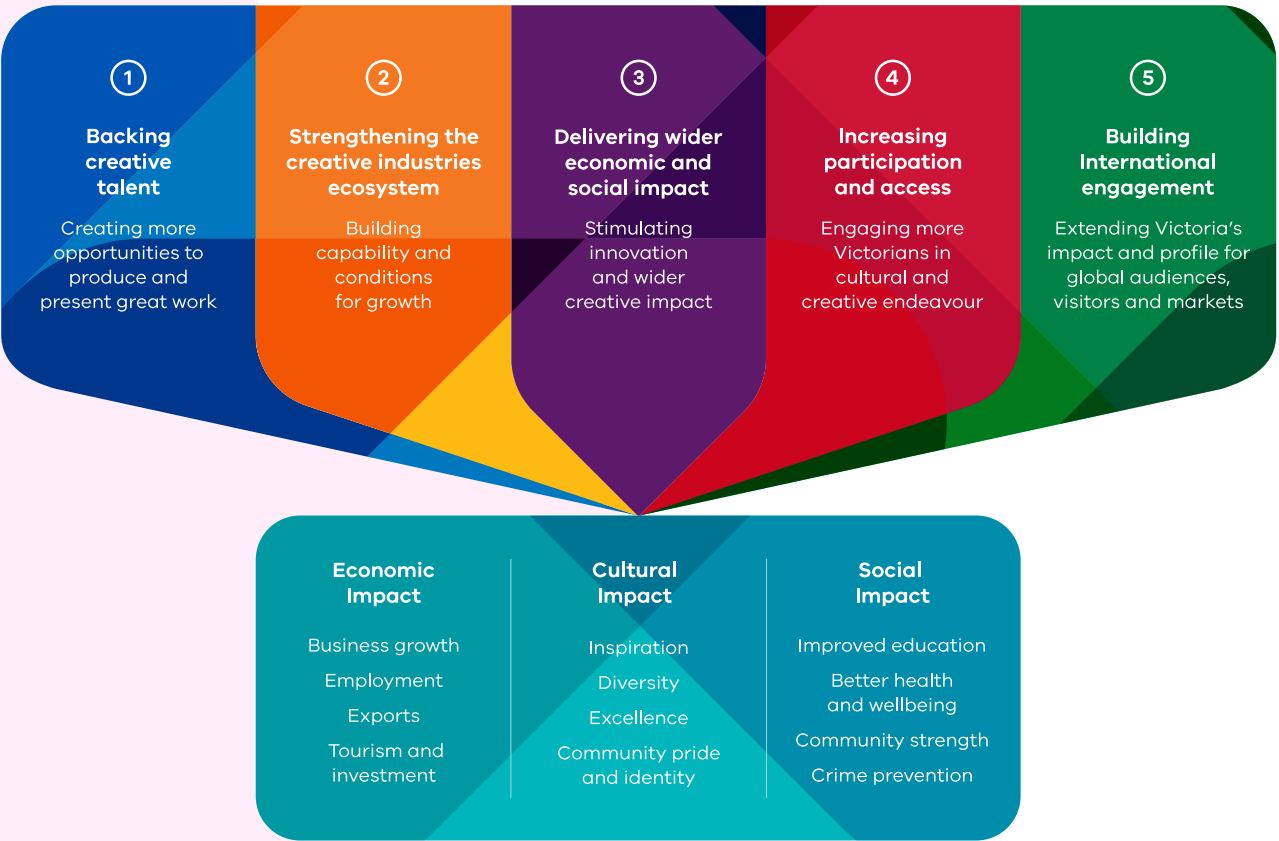 1
Backing
creative
talent
Creating more
opportunities to
produce and
present great work
2
Strengthening the
creative industries
ecosystem
Building
capability and
conditions
for growth
3
Delivering wider
economic and
social impact
Stimulating
innovation
and wider
creative impact
4
Increasing
participation
and access
Engaging more
Victorians in
cultural and
creative endeavour
5
Building
International
engagement
Extending Victoria's
impact and profile for
global audiences,
visitors and markets
Economic
Impact
Business growth
Employment
Exports
Tourism and
investment
Cultural
Impact
Inspiration
Diversity
Excellence
Community pride
and identity
Social
Impact
Improved education
Better health
and wellbeing
Community strength
Crime prevention